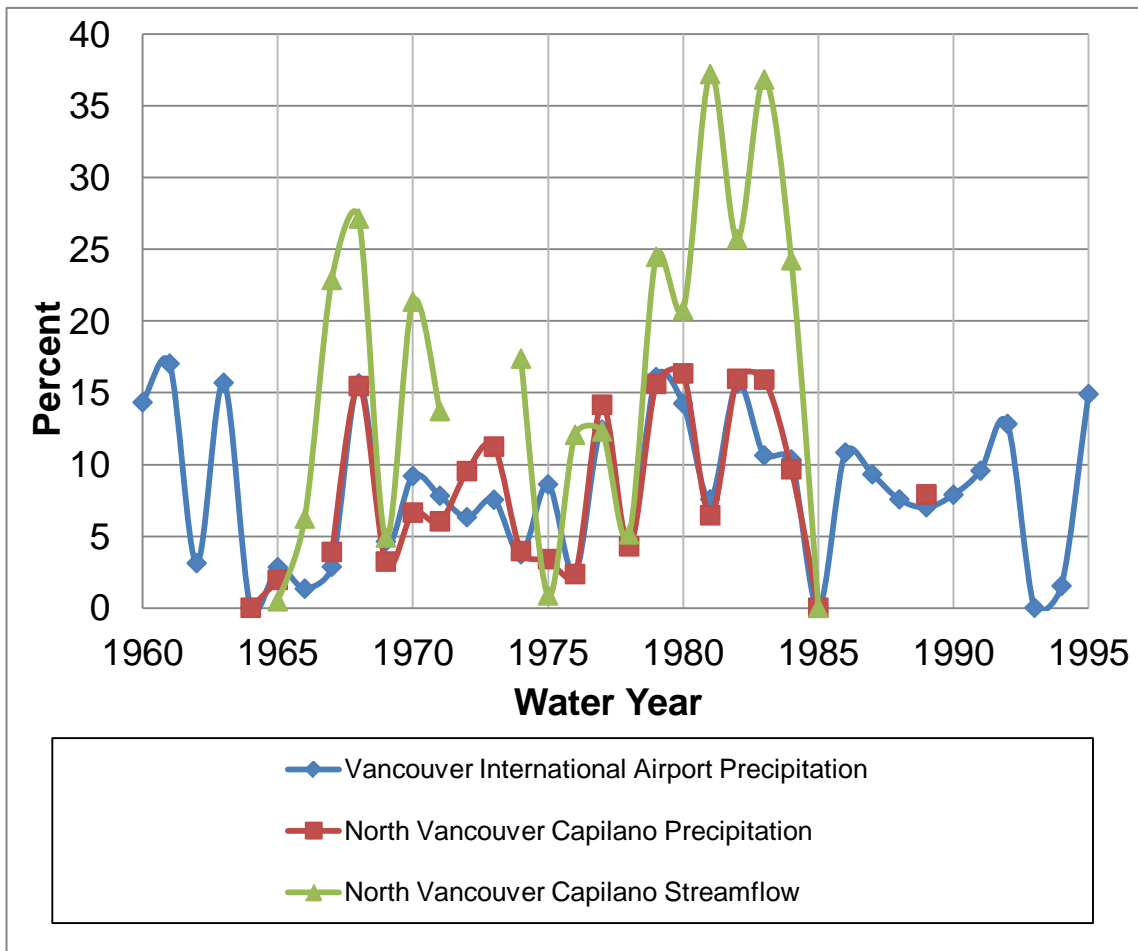 40
35
30
25
20
15
10
5
0
Percent
1960 1965 1970 1975 1980 1985 1990 1995
Water Year
Vancouver International Airport Precipitation
North Vancouver Capilano Precipitation
North Vancouver Capilano Streamflow